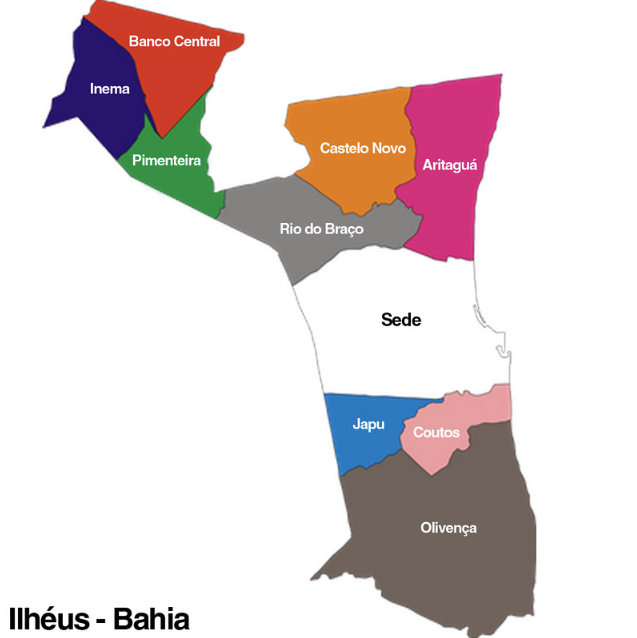 Banco Central
Inema
Castelo Novo
Pimenteira
Aritaguá
Rio do Braço
Sede
Japu
Coutos
Olivença
Ilhéus - Bahia